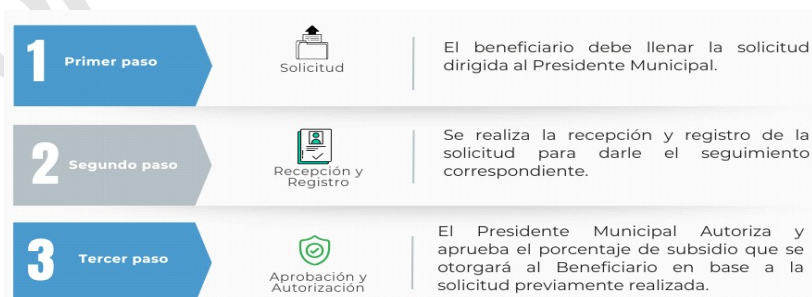 1 Primer paso
Solicitud
El beneficiario debe llenar la solicitud
dirigida al Presidente Municipal.
2 Segundo paso
Recepción y
Registro
Se realiza la recepción y registro de la
solicitud para darle el seguimiento
correspondiente.
3 Tercer paso
Aprobación y
Autorización
El Presidente Municipal Autoriza y
aprueba el porcentaje de subsidio que se
otorgará al Beneficiario en base a la
solicitud previamente realizada.